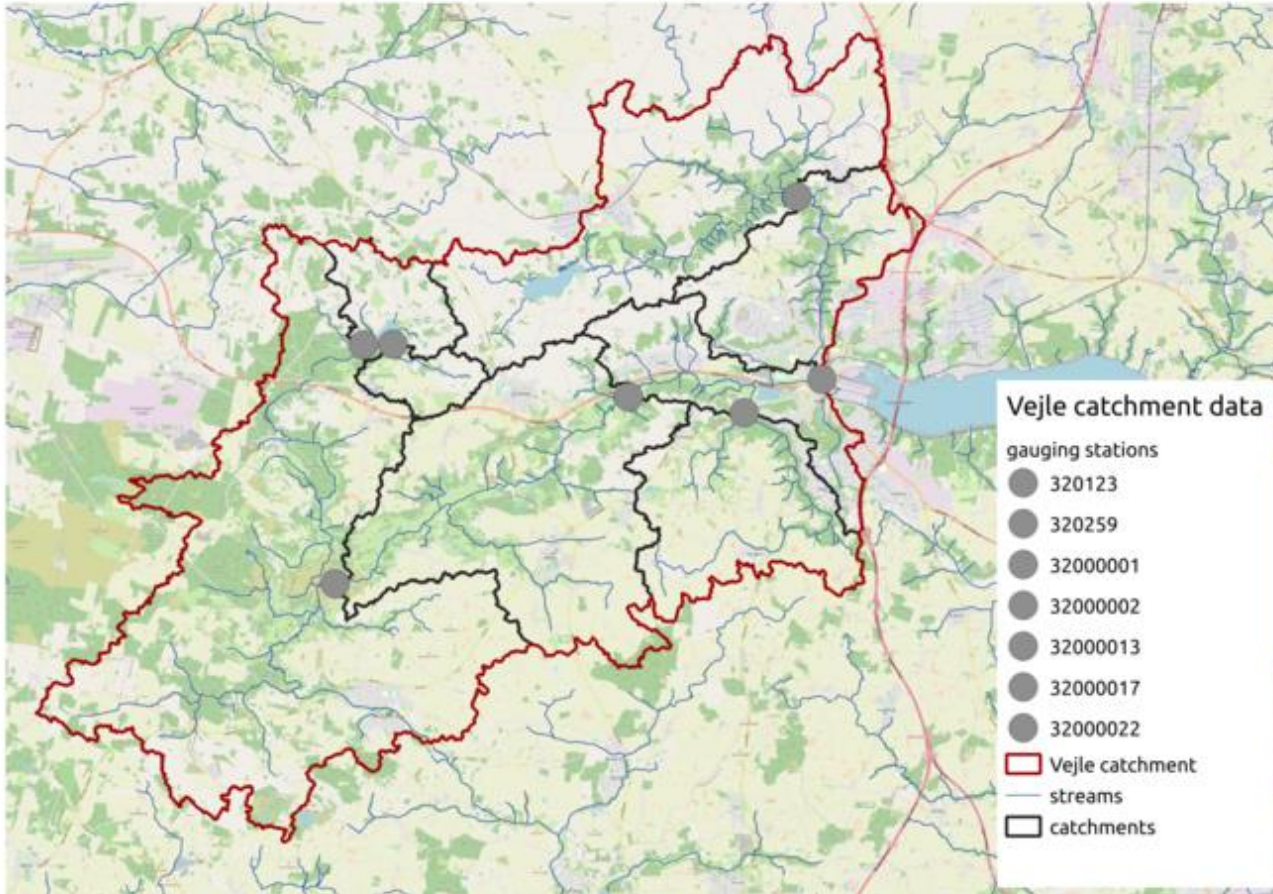 Vejle catchment data
gauging stations
320123
320259
32000001
32000002
32000013
32000017
32000022
Vejle catchment
streams
catchments